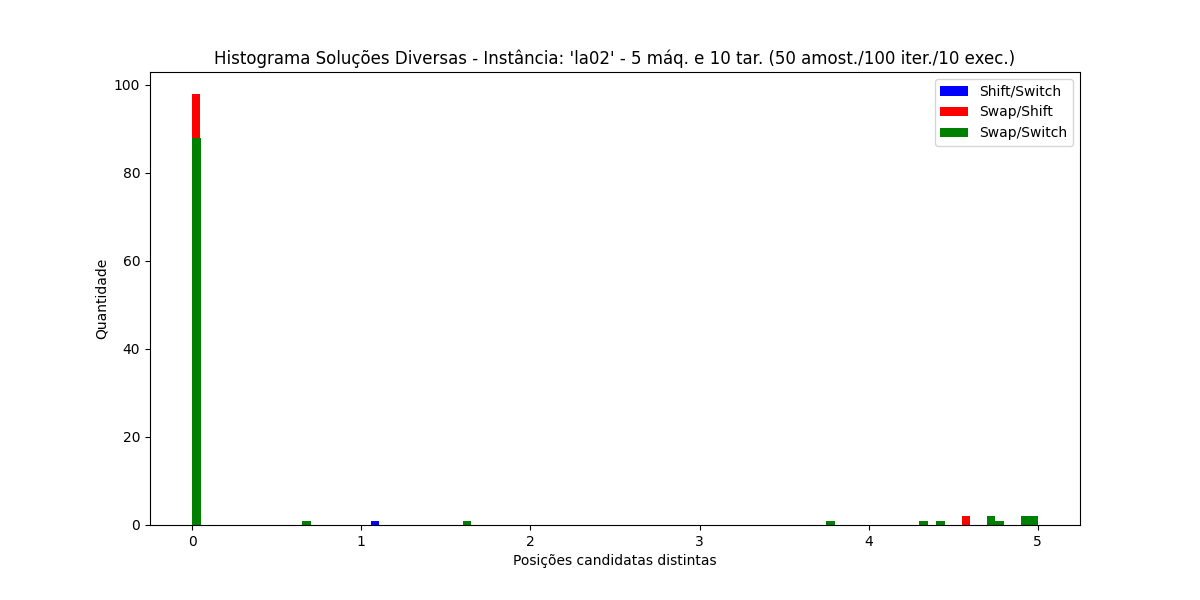 Histograma Soluções Diversas - Instância: 'la02' - 5 máq. e 10 tar. (50 amost./100 iter./10 exec.)
100
80
60
40
20
0
Quantidade
Shift/Switch
Swap/Shift
Swap/Switch
0 1 2 3 4 5
Posições candidatas distintas